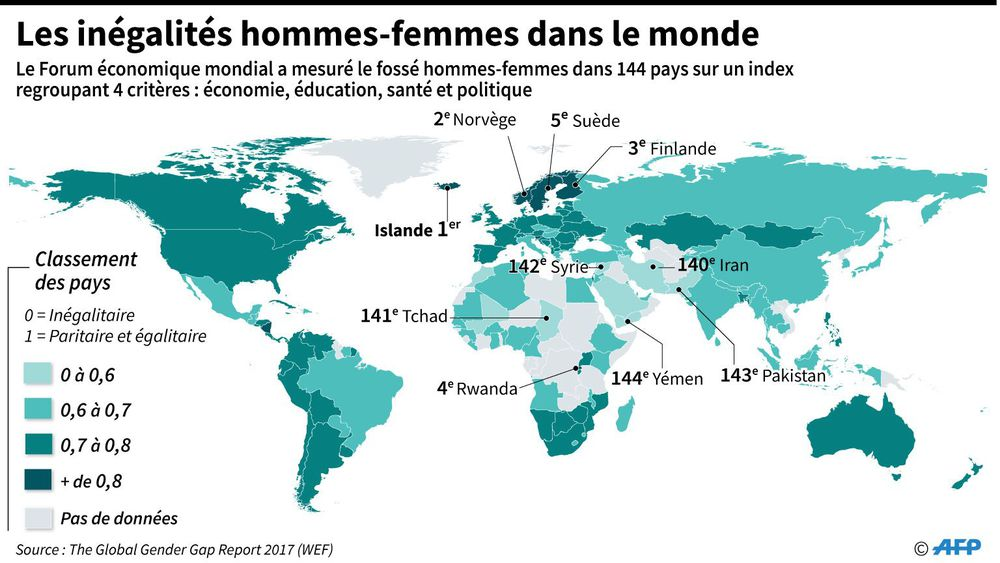 Les inégalités hommes-femmes dans le monde
Le Forum économique mondial a mesuré le fossé hommes-femmes dans 144 pays sur un index
regroupant 4 critères : économie, éducation, santé et politique
2e Norvège
5e Suède
3e Finlande
Islande 1er
Classement
des pays
0 = Inégalitaire
1 = Paritaire et égalitaire
0 à 0,6
0,6 à 0,7
0,7 à 0,8
+ de 0,8
Pas de données
142e Syrie
140e Iran
141e Tchad
4e Rwanda
144e Yémen
143e Pakistan
Source : The Global Gender Gap Report 2017 (WEF)
© AFP